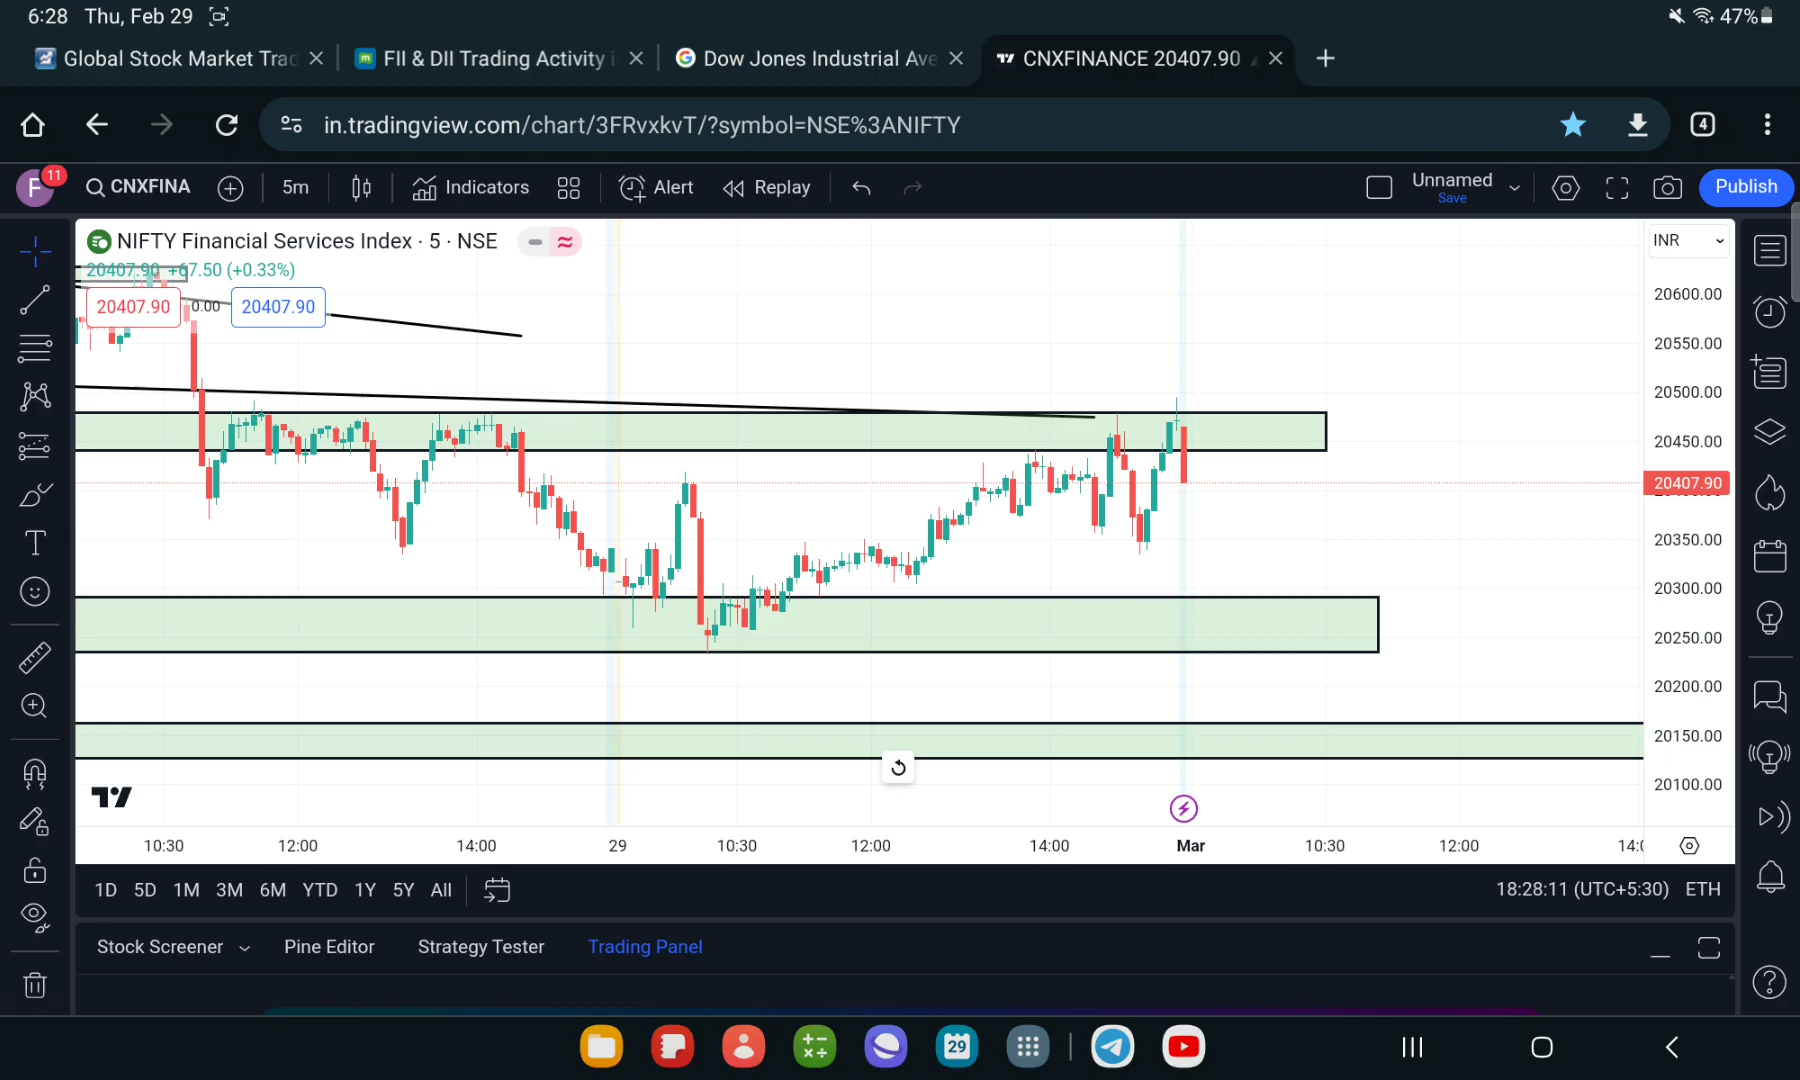 6:28 Thu, Feb 29
47%
Global Stock Market Trad
FII & DII Trading Activity i
Dow Jones Industrial Ave
CNXFINANCE 20407.90
in.tradingview.com/chart/3FRvxkvT/?symbol=NSE%3ANIFTY
4
F
11
CNXFINA
5m
Indicators
Alert
Replay
Unnamed
Save
Publish
NIFTY Financial Services Index · 5 · NSE
INR
20407.90 +67.50 (+0.33%)
20407.90
0.00
20407.90
20600.00
20550.00
20500.00
20450.00
20407.90
20350.00
20300.00
20250.00
20200.00
20150.00
20100.00
10:30
12:00
14:00
29
10:30
12:00
14:00
Mar
10:30
12:00
1D
5D
1M
3M
6M
YTD
1Y
5Y
All
18:28:11 (UTC+5:30)
ETH
Stock Screener
Pine Editor
Strategy Tester
Trading Panel
29